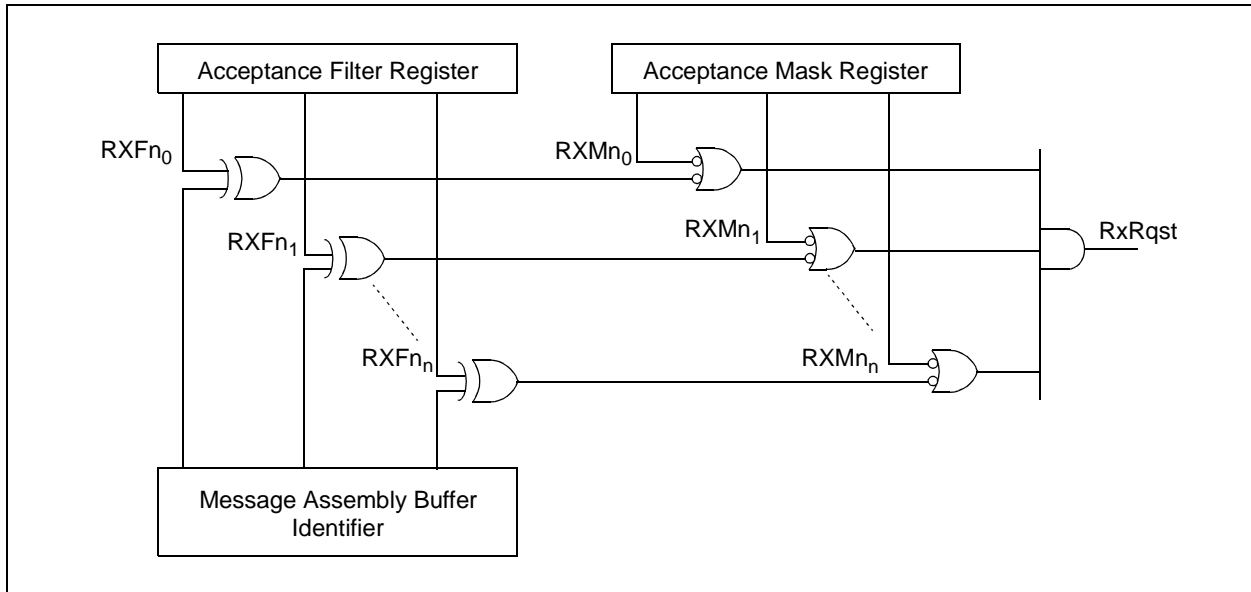 Acceptance Filter Register
Acceptance Mask Register
RXFn0
RXMn0
RXFn1
RXMn1
RxRqst
RXFnn
RXMnn
Message Assembly Buffer
Identifier